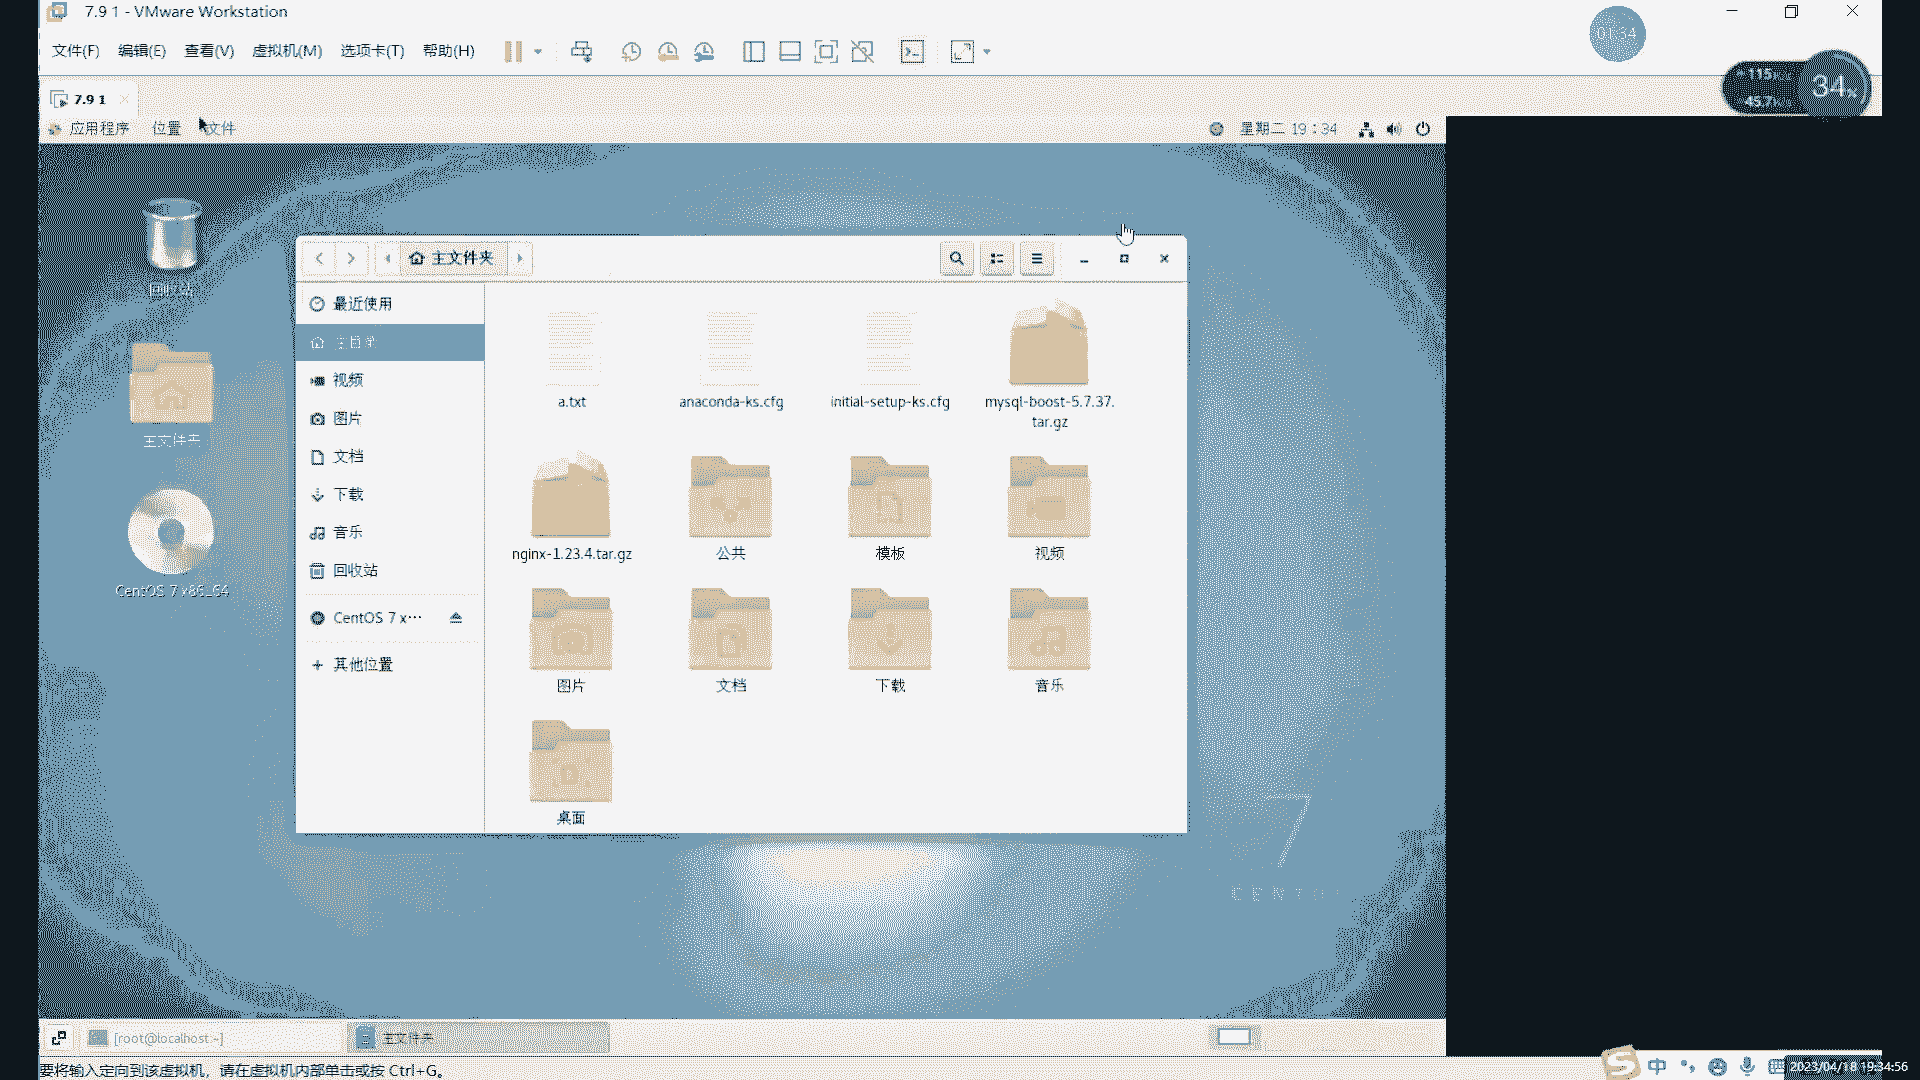 7.9 1 - VMware Workstation
01:34
文件(F) 编辑(E) 查看(V) 虚拟机(M) 选项卡(T) 帮助(H)
115
45.7
34%
7.9 1
应用程序 位置 文件 星期二 19：34
回收站
主文件夹
CentOS 7 x86_64
主文件夹
最近使用
主目录
视频
图片
文档
下载
音乐
回收站
CentOS 7 x…
其他位置
a.txt
anaconda-ks.cfg
initial-setup-ks.cfg
mysql-boost-5.7.37.
tar.gz
nginx-1.23.4.tar.gz
公共
模板
视频
图片
文档
下载
音乐
桌面
7
CENTO
[root@localhost:~]
主文件夹
要将输入定向到该虚拟机，请在虚拟机内部单击或按 Ctrl+G。
中
2023/04/18 19:34:56